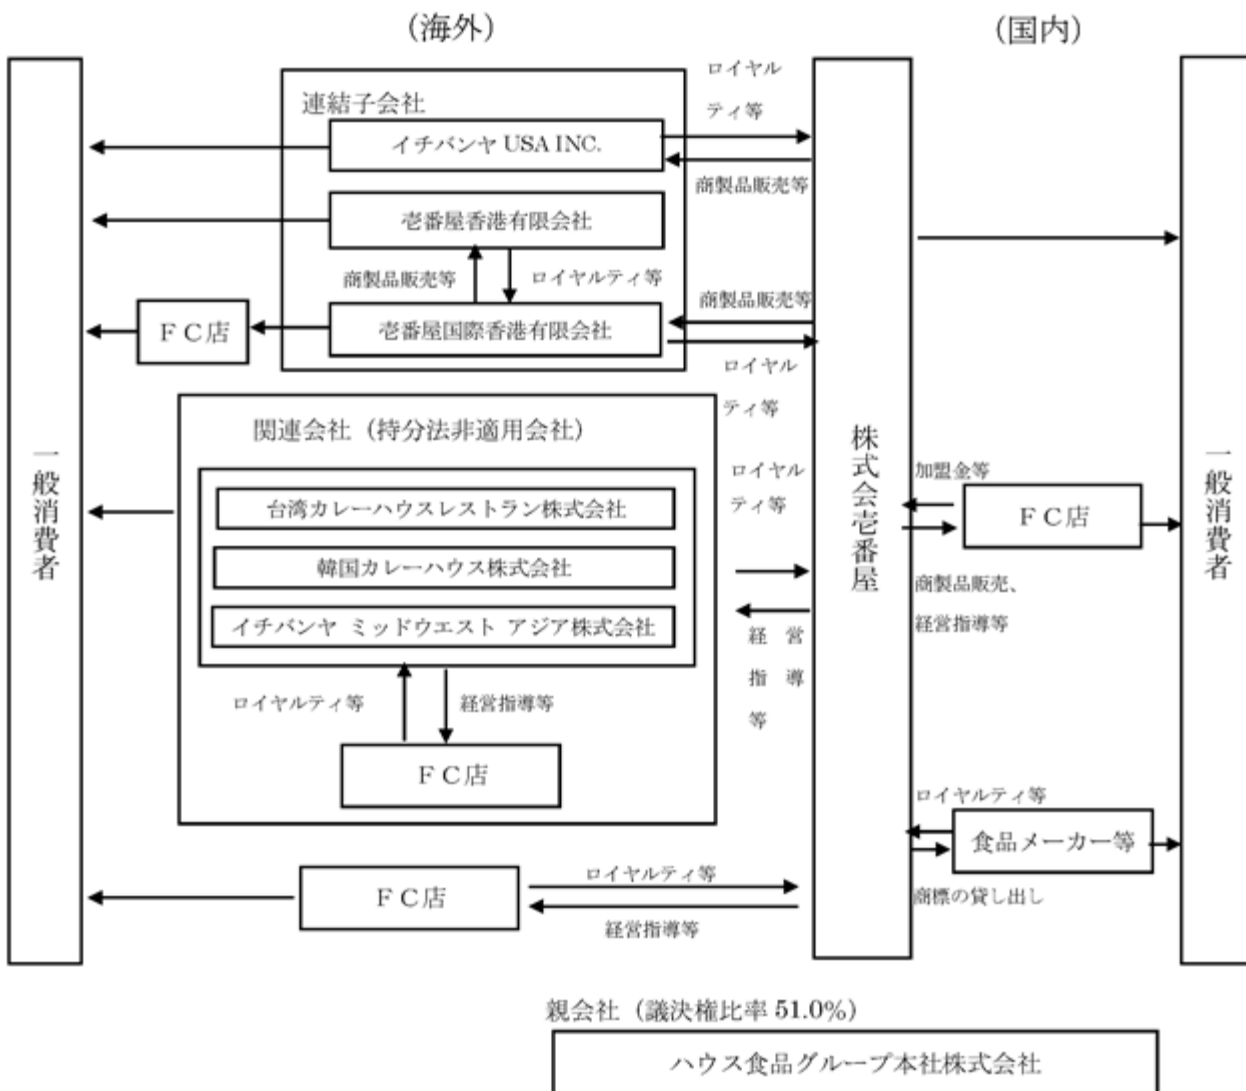 (海外)
(国内)
連結子会社
イチバンヤ USA INC.
ロイヤル
ティ等
商製品販売等
壱番屋香港有限会社
商製品販売等
ロイヤルティ等
商製品販売等
FC店
壱番屋国際香港有限会社
ロイヤル
ティ等
関連会社(持分法非適用会社)
台湾カレーハウスレストラン株式会社
韓国カレーハウス株式会社
イチバンヤ ミッドウエスト アジア株式会社
ロイヤル
ティ等
経営
指導
等
ロイヤルティ等
経営指導等
FC店
FC店
ロイヤルティ等
経営指導等
一般消費者
株式会壱番屋
加盟金等
FC店
商製品販売、
経営指導等
ロイヤルティ等
食品メーカー等
商標の貸し出し
一般消費者
親会社(議決権比率 51.0%)
ハウス食品グループ本社株式会社